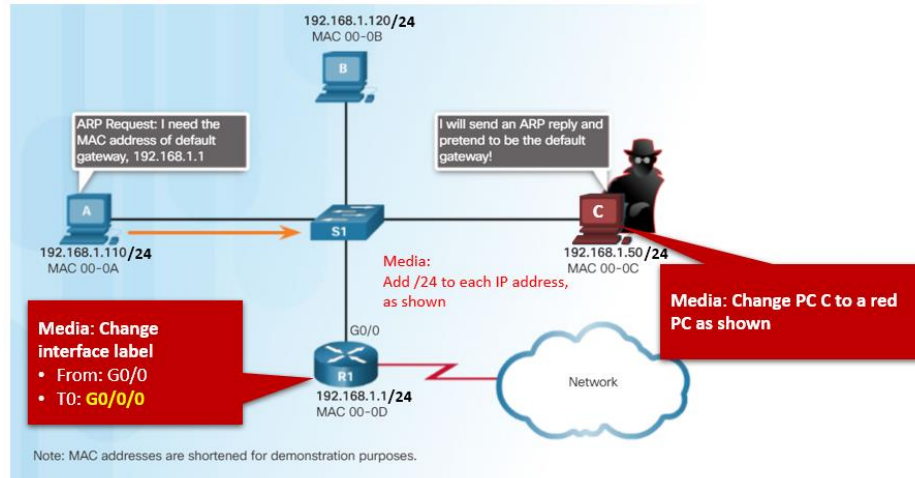 192.168.1.120/24
MAC 00-0B
B
ARP Request: I need the
MAC address of default
gateway, 192.168.1.1
I will send an ARP reply and
pretend to be the default
gateway!
A
S1
C
192.168.1.110/24
MAC 00-0A
192.168.1.50/24
MAC 00-0C
Media:
Add /24 to each IP address,
as shown
Media: Change PC C to a red
PC as shown
Media: Change
interface label
• From: G0/0
• T0: G0/0/0
G0/0
R1
192.168.1.1/24
MAC 00-0D
Network
Note: MAC addresses are shortened for demonstration purposes.